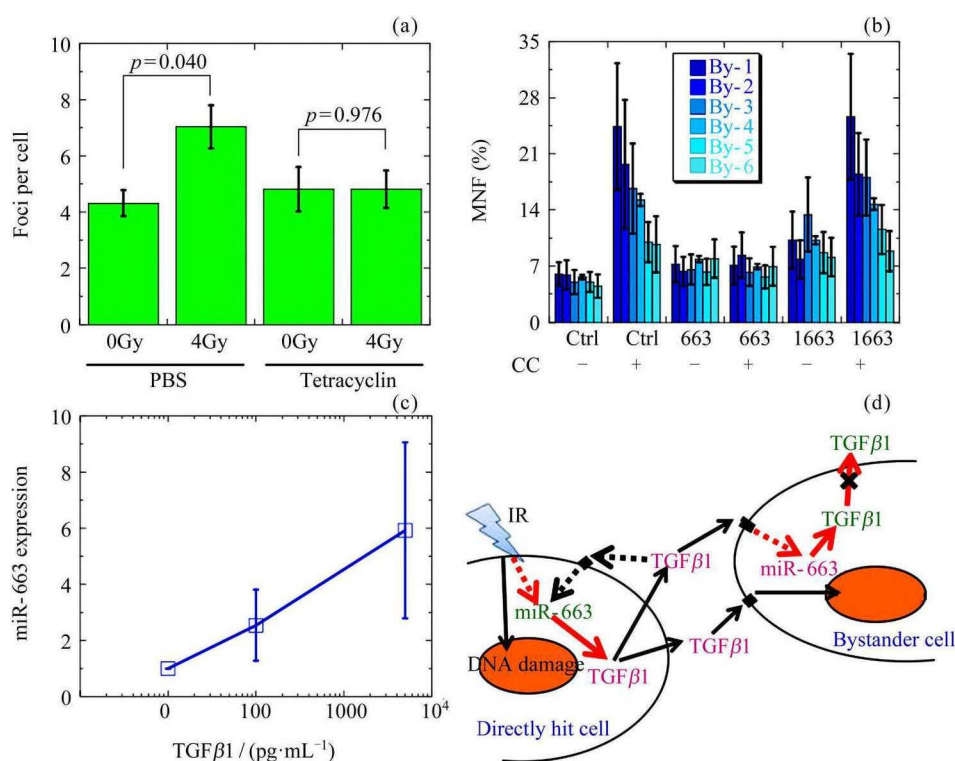 (a)
10
8
6
4
2
0
Foci per cell
p=0.040
p=0.976
0Gy 4Gy 0Gy 4Gy
PBS Tetracyclin
(b)
35
28
21
14
7
0
MNF (%)
By-1
By-2
By-3
By-4
By-5
By-6
Ctrl Ctrl 663 663 1663 1663
CC − + − + − +
(c)
10
8
6
4
2
0
miR-663 expression
0 100 1000 10⁴
TGFβ1 / (pg·mL⁻¹)
(d)
TGFβ1
TGFβ1
IR
TGFβ1
miR-663
miR-663
TGFβ1
DNA damage
TGFβ1
Bystander cell
Directly hit cell